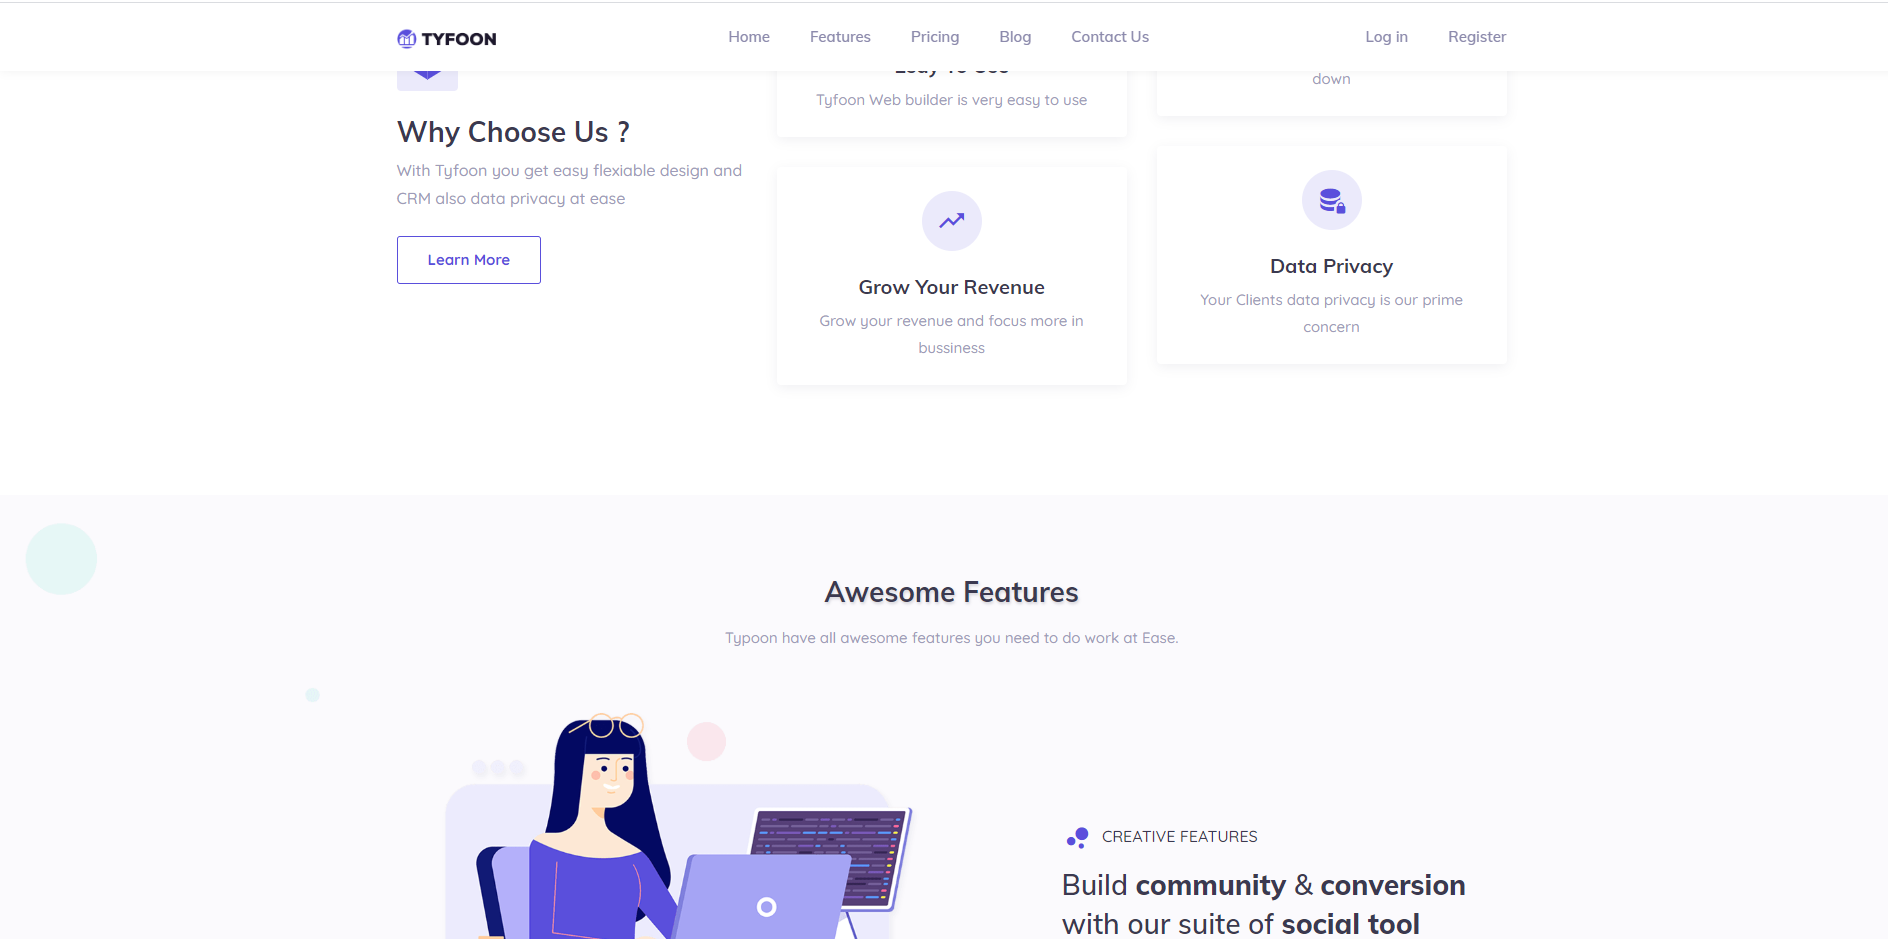 TYFOON
Home
Features
Pricing
Blog
Contact Us
Log in
Register
Why Choose Us ?
With Tyfoon you get easy flexiable design and
CRM also data privacy at ease
Learn More
Tyfoon Web builder is very easy to use
Grow Your Revenue
Grow your revenue and focus more in
bussiness
down
Data Privacy
Your Clients data privacy is our prime
concern
Awesome Features
Typoon have all awesome features you need to do work at Ease.
CREATIVE FEATURES
Build community & conversion
with our suite of social tool